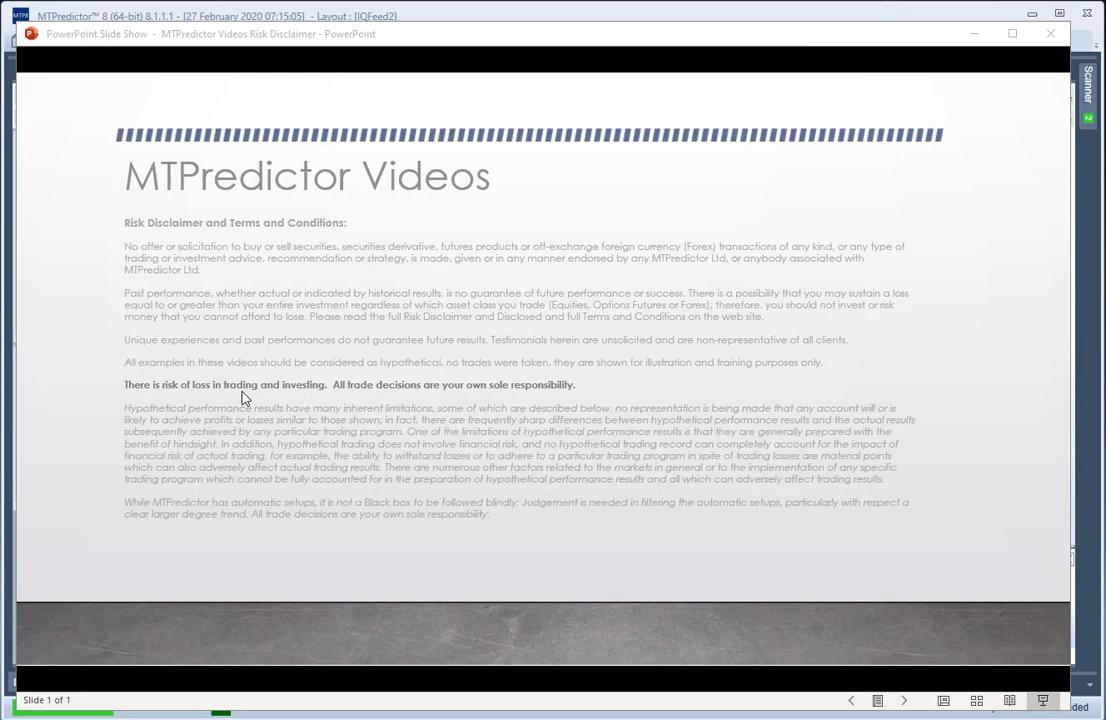 MTPredictor™ 8 (64-bit) 8.1.1.1 - [27 February 2020 07:15:05] - Layout : [IQFeed2]
PowerPoint Slide Show - MTPredictor Videos Risk Disclaimer - PowerPoint
Scanner
2
MTPredictor Videos
Risk Disclaimer and Terms and Conditions:
No offer or solicitation to buy or sell securities, securities derivative, futures products or off-exchange foreign currency (Forex) transactions of any kind, or any type of
trading or investment advice, recommendation or strategy, is made, given or in any manner endorsed by any MTPredictor Ltd, or anybody associated with
MTPredictor Ltd.
Past performance, whether actual or indicated by historical results, is no guarantee of future performance or success. There is a possibility that you may sustain a loss
equal to or greater than your entire investment regardless of which asset class you trade (Equities, Options Futures or Forex); therefore, you should not invest or risk
money that you cannot afford to lose. Please read the full Risk Disclaimer and Disclosed and full Terms and Conditions on the web site.
Unique experiences and past performances do not guarantee future results. Testimonials herein are unsolicited and are non-representative of all clients.
All examples in these videos should be considered as hypothetical, no trades were taken, they are shown for illustration and training purposes only.
There is risk of loss in trading and investing. All trade decisions are your own sole responsibility.
Hypothetical performance results have many inherent limitations, some of which are described below. no representation is being made that any account will or is
likely to achieve profits or losses similar to those shown; in fact, there are frequently sharp differences between hypothetical performance results and the actual results
subsequently achieved by any particular trading program. One of the limitations of hypothetical performance results is that they are generally prepared with the
benefit of hindsight. In addition, hypothetical trading does not involve financial risk, and no hypothetical trading record can completely account for the impact of
financial risk of actual trading. for example, the ability to withstand losses or to adhere to a particular trading program in spite of trading losses are material points
which can also adversely affect actual trading results. There are numerous other factors related to the markets in general or to the implementation of any specific
trading program which cannot be fully accounted for in the preparation of hypothetical performance results and all which can adversely affect trading results.
While MTPredictor has automatic setups, it is not a Black box to be followed blindly: Judgement is needed in filtering the automatic setups, particularly with respect a
clear larger degree trend. All trade decisions are your own sole responsibility.
Slide 1 of 1